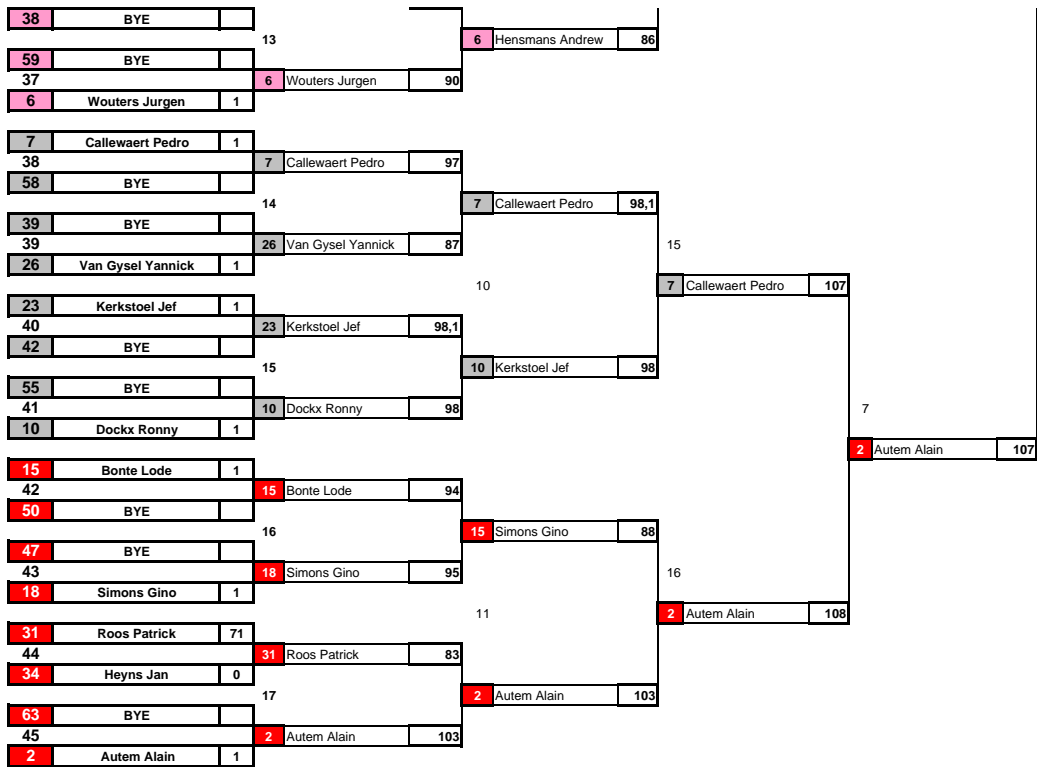 38 BYE
13 6 Hensmans Andrew 86
59 BYE
37 6 Wouters Jurgen 90
6 Wouters Jurgen 1
7 Callewaert Pedro 1
38 7 Callewaert Pedro 97
58 BYE
14 7 Callewaert Pedro 98,1
39 BYE
39 26 Van Gysel Yannick 87 15
26 Van Gysel Yannick 1
10 7 Callewaert Pedro 107
23 Kerkstoel Jef 1
40 23 Kerkstoel Jef 98,1
42 BYE
15 10 Kerkstoel Jef 98
55 BYE
41 10 Dockx Ronny 98 7
10 Dockx Ronny 1
2 Autem Alain 107
15 Bonte Lode 1
42 15 Bonte Lode 94
50 BYE
16 15 Simons Gino 88
47 BYE
43 18 Simons Gino 95 16
18 Simons Gino 1
11 2 Autem Alain 108
31 Roos Patrick 71
44 31 Roos Patrick 83
34 Heyns Jan 0
17 2 Autem Alain 103
63 BYE
45 2 Autem Alain 103
2 Autem Alain 1